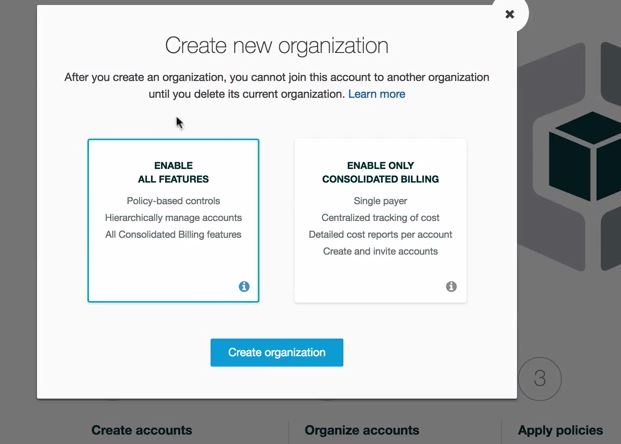 Create new organization
After you create an organization, you cannot join this account to another organization
until you delete its current organization. Learn more
ENABLE
ALL FEATURES
Policy-based controls
Hierarchically manage accounts
All Consolidated Billing features
ENABLE ONLY
CONSOLIDATED BILLING
Single payer
Centralized tracking of cost
Detailed cost reports per account
Create and invite accounts
Create organization
3
Create accounts
Organize accounts
Apply policies